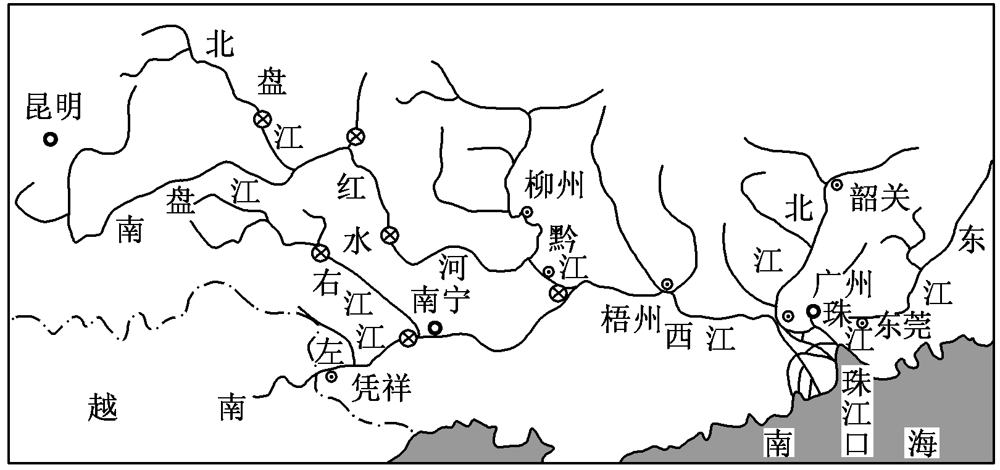 北盘江
昆明
南盘江
红水河
柳州
黔江
右江
南宁
左江
凭祥
越南
梧州
西江
北江
韶关
东江
广州
珠江
东莞
珠江口
南海